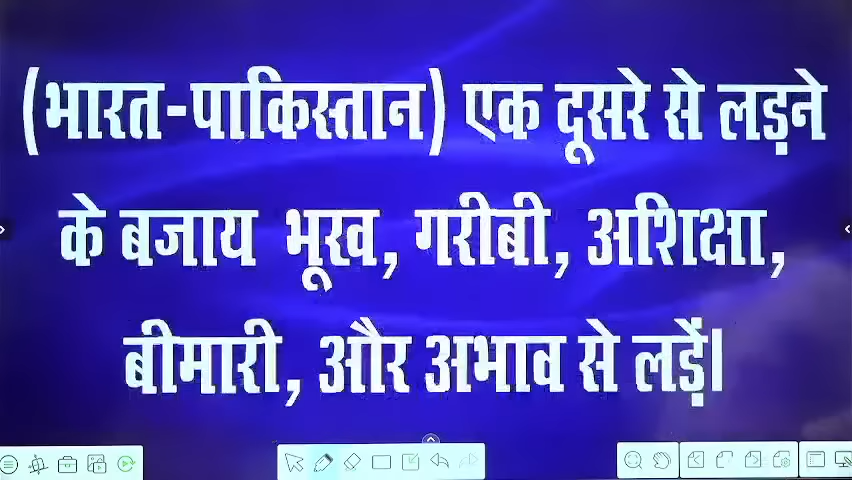 (भारत-पाकिस्तान) एक दूसरे से लड़ने
के बजाय भूख, गरीबी, अशिक्षा,
बीमारी, और अभाव से लड़ें।